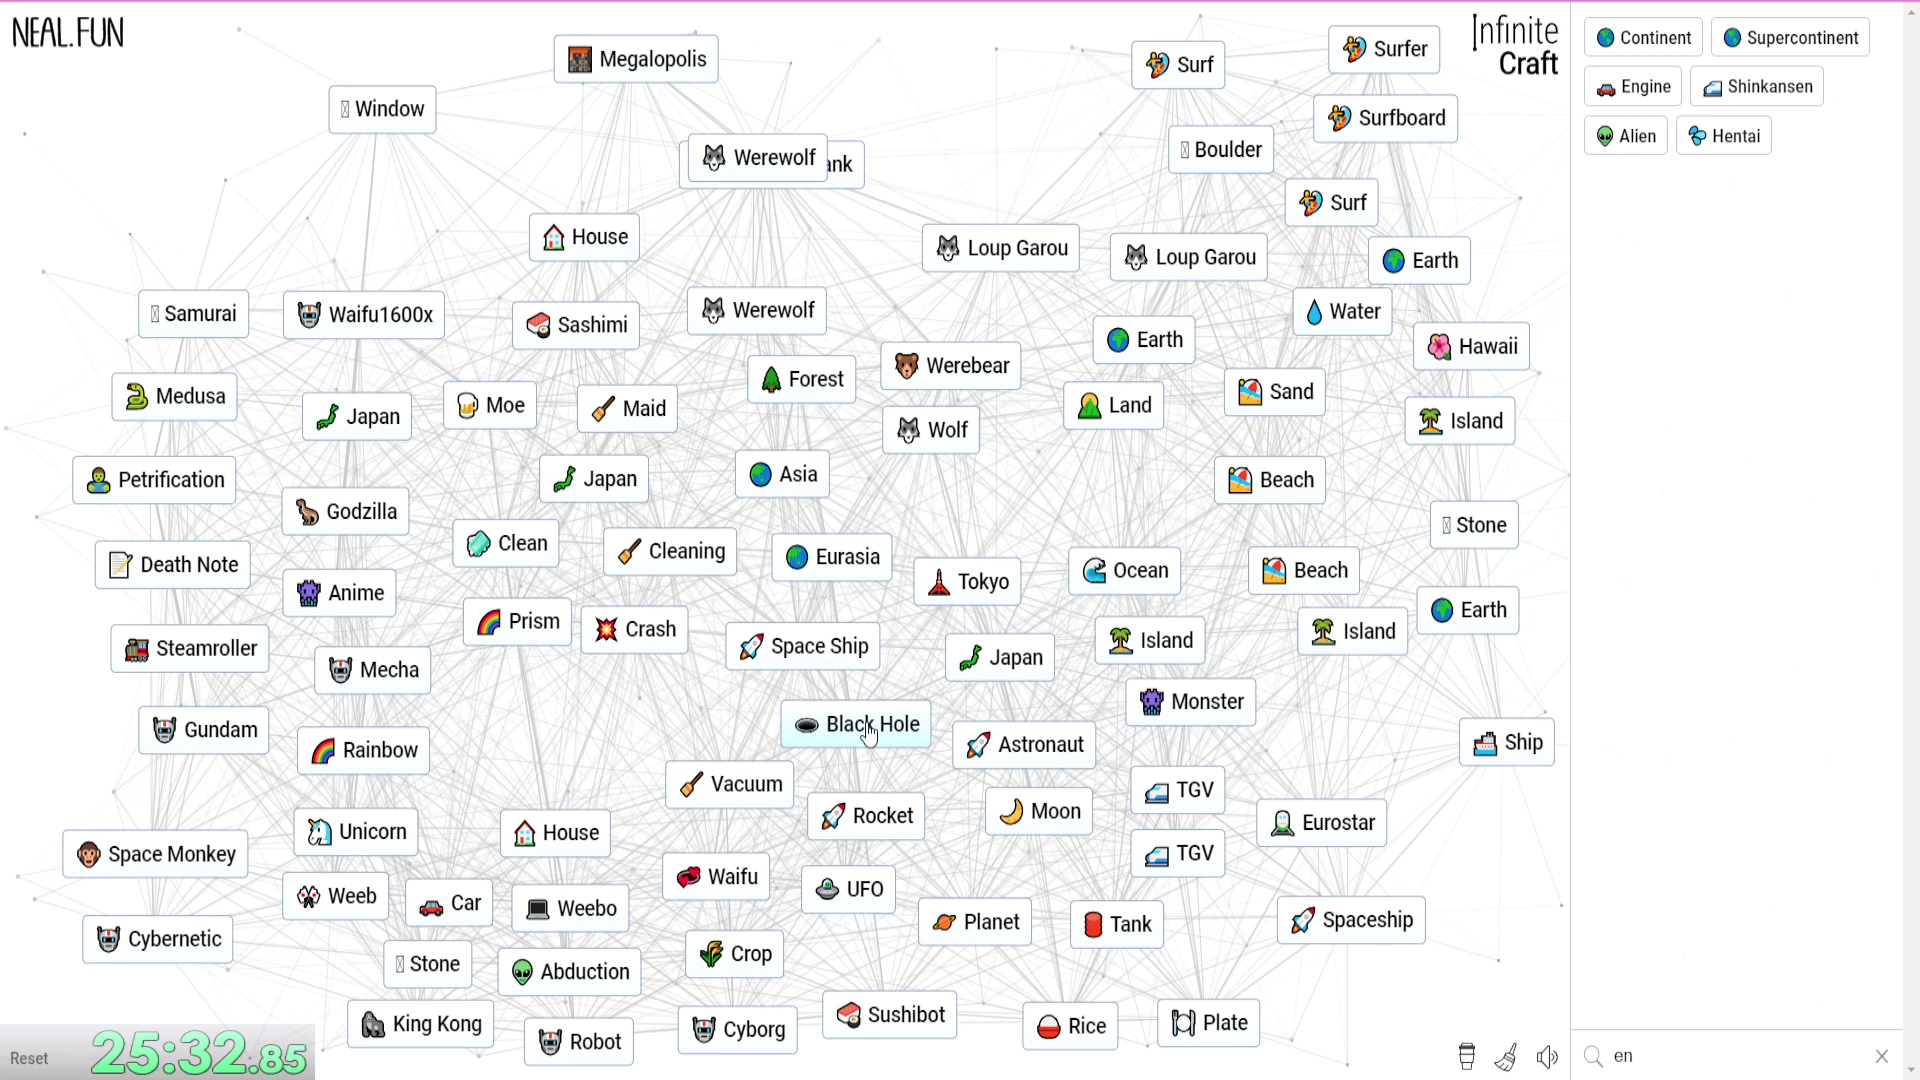 NEAL.FUN
Infinite
Craft
Megalopolis
Window
Werewolf
ank
Surf
Surfer
Surfboard
Boulder
Surf
House
Loup Garou
Loup Garou
Earth
Samurai
Waifu1600x
Sashimi
Werewolf
Earth
Water
Hawaii
Medusa
Japan
Moe
Maid
Forest
Werebear
Land
Sand
Island
Wolf
Petrification
Godzilla
Japan
Asia
Beach
Stone
Death Note
Anime
Clean
Cleaning
Eurasia
Tokyo
Ocean
Beach
Earth
Steamroller
Mecha
Prism
Crash
Space Ship
Japan
Island
Island
Gundam
Rainbow
Black Hole
Astronaut
Monster
Ship
Vacuum
Rocket
Moon
TGV
Eurostar
Space Monkey
Unicorn
House
TGV
Weeb
Car
Weebo
Waifu
UFO
Planet
Tank
Spaceship
Cybernetic
Stone
Abduction
Crop
King Kong
Robot
Cyborg
Sushibot
Rice
Plate
Reset
25:32.85
Continent
Supercontinent
Engine
Shinkansen
Alien
Hentai
en